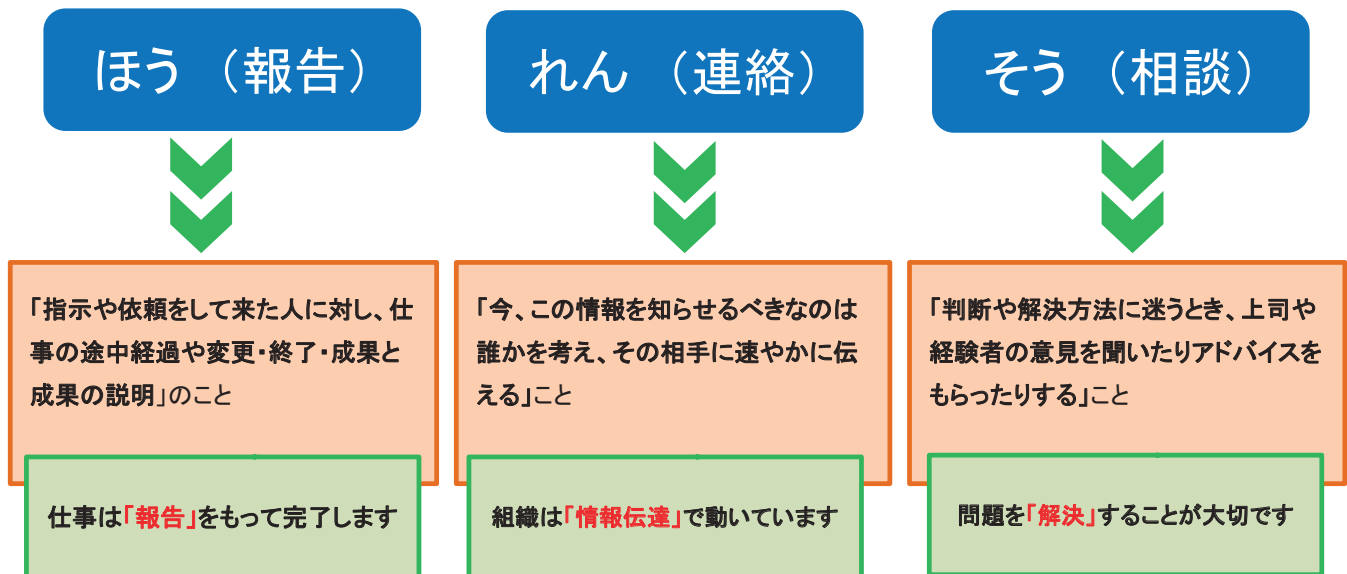 ほう（報告）
れん（連絡）
そう（相談）
「指示や依頼をして来た人に対し、仕
事の途中経過や変更・終了・成果と
成果の説明」のこと
「今、この情報を知らせるべきなのは
誰かを考え、その相手に速やかに伝
える」こと
「判断や解決方法に迷うとき、上司や
経験者の意見を聞いたりアドバイスを
もらったりする」こと
仕事は「報告」をもって完了します
組織は「情報伝達」で動いています
問題を「解決」することが大切です